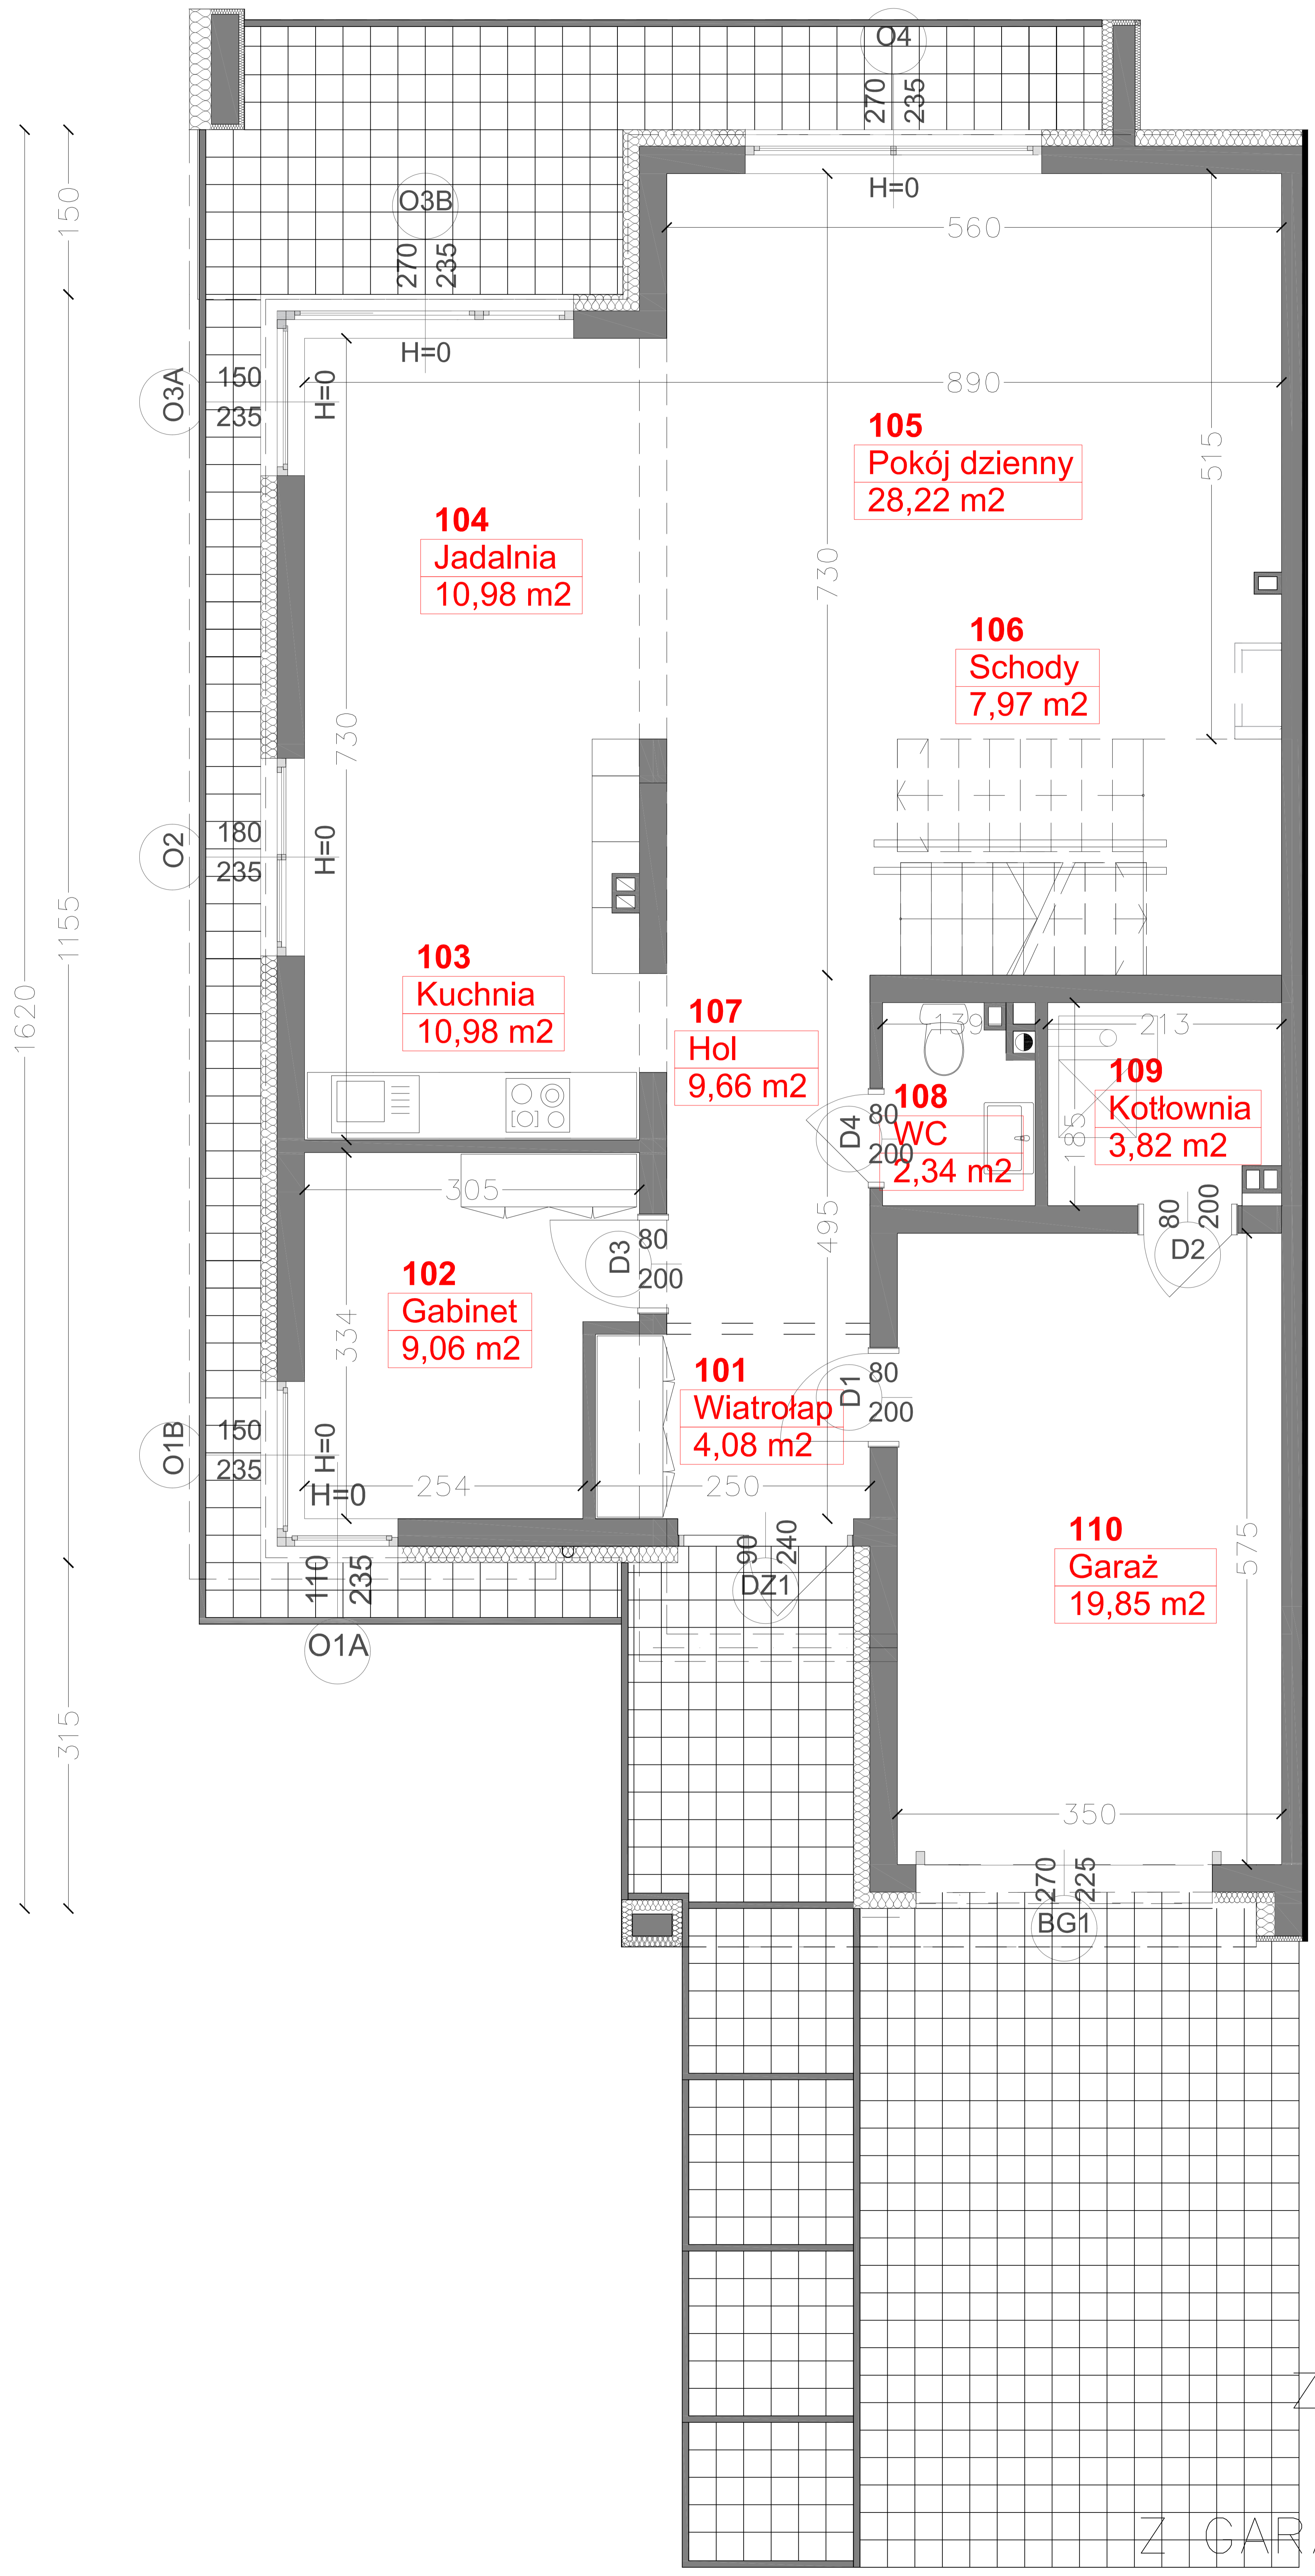 O4
270
235
H=0
150
O3B
270
235
H=0
560
O3A
150
235
H=0
890
105
Pokój dzienny
28,22 m2
515
104
Jadalnia
10,98 m2
730
106
Schody
7,97 m2
730
O2
180
235
H=0
1155
1620
103
Kuchnia
10,98 m2
107
Hol
9,66 m2
139
213
109
Kotłownia
3,82 m2
185
108
WC
2,34 m2
D4
80
200
305
495
D3
80
200
80
200
D2
102
Gabinet
9,06 m2
334
101
Wiatrołap
4,08 m2
D1
80
200
O1B
150
235
H=0
H=0
254
250
110
Garaż
19,85 m2
575
90
240
DZ1
110
235
O1A
315
350
270
225
BG1
Z
Z GAR